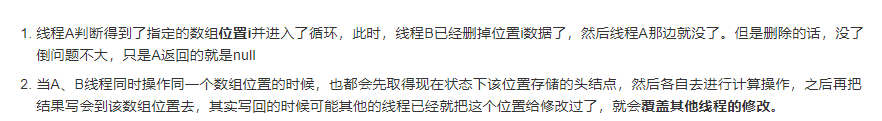 1. 线程A判断得到了指定的数组位置i并进入了循环，此时，线程B已经删掉位置i数据了，然后线程A那边就没了。但是删除的话，没了
倒问题不大，只是A返回的就是null
2. 当A、B线程同时操作同一个数组位置的时候，也都会先取得现在状态下该位置存储的头结点，然后各自去进行计算操作，之后再把
结果写会到该数组位置去，其实写回的时候可能其他的线程已经就把这个位置给修改过了，就会覆盖其他线程的修改。